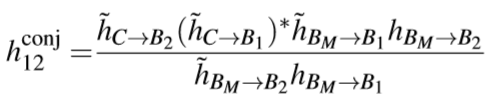 h_{12}^{\text{conj}} = \frac{\tilde{h}_{C \to B_2} (\tilde{h}_{C \to B_1})^* \tilde{h}_{B_M \to B_1} h_{B_M \to B_2}}{\tilde{h}_{B_M \to B_2} h_{B_M \to B_1}}